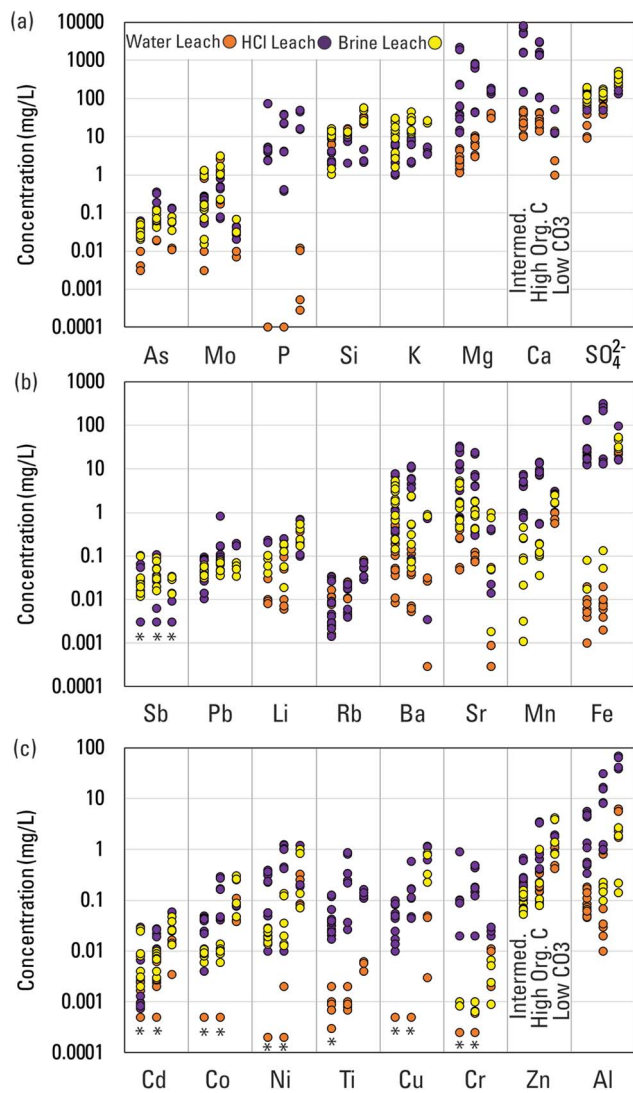 (a)
Water Leach HCl Leach Brine Leach
10000
1000
100
10
1
0.1
0.01
0.001
0.0001
Concentration (mg/L)
Intermed.
High Org. C
Low CO3
As Mo P Si K Mg Ca SO₄²⁻
(b)
1000
100
10
1
0.1
0.01
0.001
0.0001
Concentration (mg/L)
* * *
Sb Pb Li Rb Ba Sr Mn Fe
(c)
100
10
1
0.1
0.01
0.001
0.0001
Concentration (mg/L)
Intermed.
High Org. C
Low CO3
* * * * * * * * * * *
Cd Co Ni Ti Cu Cr Zn Al